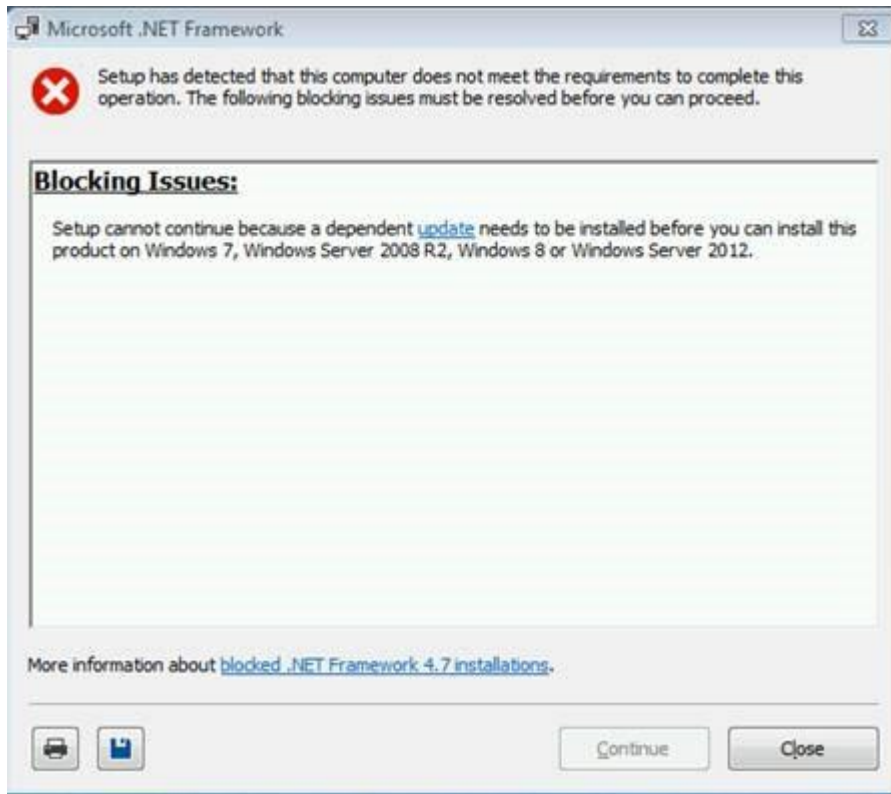 Microsoft .NET Framework
Setup has detected that this computer does not meet the requirements to complete this
operation. The following blocking issues must be resolved before you can proceed.
Blocking Issues:
Setup cannot continue because a dependent update needs to be installed before you can install this
product on Windows 7, Windows Server 2008 R2, Windows 8 or Windows Server 2012.
More information about blocked .NET Framework 4.7 installations.
Continue
Close